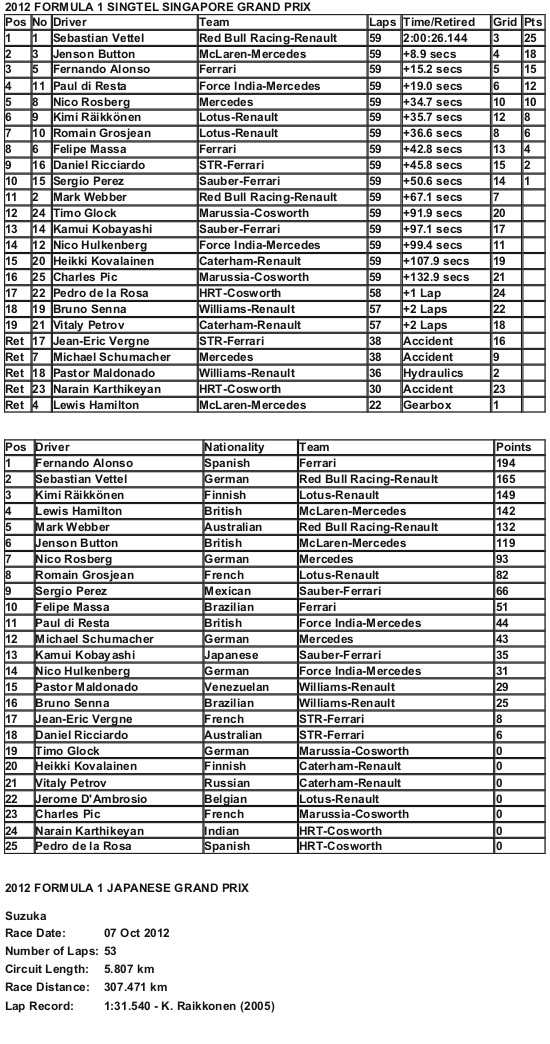 2012 FORMULA 1 SINGTEL SINGAPORE GRAND PRIX
Pos No Driver Team Laps Time/Retired Grid Pts
1 1 Sebastian Vettel Red Bull Racing-Renault 59 2:00:26.144 3 25
2 3 Jenson Button McLaren-Mercedes 59 +8.9 secs 4 18
3 5 Fernando Alonso Ferrari 59 +15.2 secs 5 15
4 11 Paul di Resta Force India-Mercedes 59 +19.0 secs 6 12
5 8 Nico Rosberg Mercedes 59 +34.7 secs 10 10
6 9 Kimi Räikkönen Lotus-Renault 59 +35.7 secs 12 8
7 10 Romain Grosjean Lotus-Renault 59 +36.6 secs 8 6
8 6 Felipe Massa Ferrari 59 +42.8 secs 13 4
9 16 Daniel Ricciardo STR-Ferrari 59 +45.8 secs 15 2
10 15 Sergio Perez Sauber-Ferrari 59 +50.6 secs 14 1
11 2 Mark Webber Red Bull Racing-Renault 59 +67.1 secs 7
12 24 Timo Glock Marussia-Cosworth 59 +91.9 secs 20
13 14 Kamui Kobayashi Sauber-Ferrari 59 +97.1 secs 17
14 12 Nico Hulkenberg Force India-Mercedes 59 +99.4 secs 11
15 20 Heikki Kovalainen Caterham-Renault 59 +107.9 secs 19
16 25 Charles Pic Marussia-Cosworth 59 +132.9 secs 21
17 22 Pedro de la Rosa HRT-Cosworth 58 +1 Lap 24
18 19 Bruno Senna Williams-Renault 57 +2 Laps 22
19 21 Vitaly Petrov Caterham-Renault 57 +2 Laps 18
Ret 17 Jean-Eric Vergne STR-Ferrari 38 Accident 16
Ret 7 Michael Schumacher Mercedes 38 Accident 9
Ret 18 Pastor Maldonado Williams-Renault 36 Hydraulics 2
Ret 23 Narain Karthikeyan HRT-Cosworth 30 Accident 23
Ret 4 Lewis Hamilton McLaren-Mercedes 22 Gearbox 1
Pos Driver Nationality Team Points
1 Fernando Alonso Spanish Ferrari 194
2 Sebastian Vettel German Red Bull Racing-Renault 165
3 Kimi Räikkönen Finnish Lotus-Renault 149
4 Lewis Hamilton British McLaren-Mercedes 142
5 Mark Webber Australian Red Bull Racing-Renault 132
6 Jenson Button British McLaren-Mercedes 119
7 Nico Rosberg German Mercedes 93
8 Romain Grosjean French Lotus-Renault 82
9 Sergio Perez Mexican Sauber-Ferrari 66
10 Felipe Massa Brazilian Ferrari 51
11 Paul di Resta British Force India-Mercedes 44
12 Michael Schumacher German Mercedes 43
13 Kamui Kobayashi Japanese Sauber-Ferrari 35
14 Nico Hulkenberg German Force India-Mercedes 31
15 Pastor Maldonado Venezuelan Williams-Renault 29
16 Bruno Senna Brazilian Williams-Renault 25
17 Jean-Eric Vergne French STR-Ferrari 8
18 Daniel Ricciardo Australian STR-Ferrari 6
19 Timo Glock German Marussia-Cosworth 0
20 Heikki Kovalainen Finnish Caterham-Renault 0
21 Vitaly Petrov Russian Caterham-Renault 0
22 Jerome D'Ambrosio Belgian Lotus-Renault 0
23 Charles Pic French Marussia-Cosworth 0
24 Narain Karthikeyan Indian HRT-Cosworth 0
25 Pedro de la Rosa Spanish HRT-Cosworth 0
2012 FORMULA 1 JAPANESE GRAND PRIX
Suzuka
Race Date: 07 Oct 2012
Number of Laps: 53
Circuit Length: 5.807 km
Race Distance: 307.471 km
Lap Record: 1:31.540 - K. Raikkonen (2005)